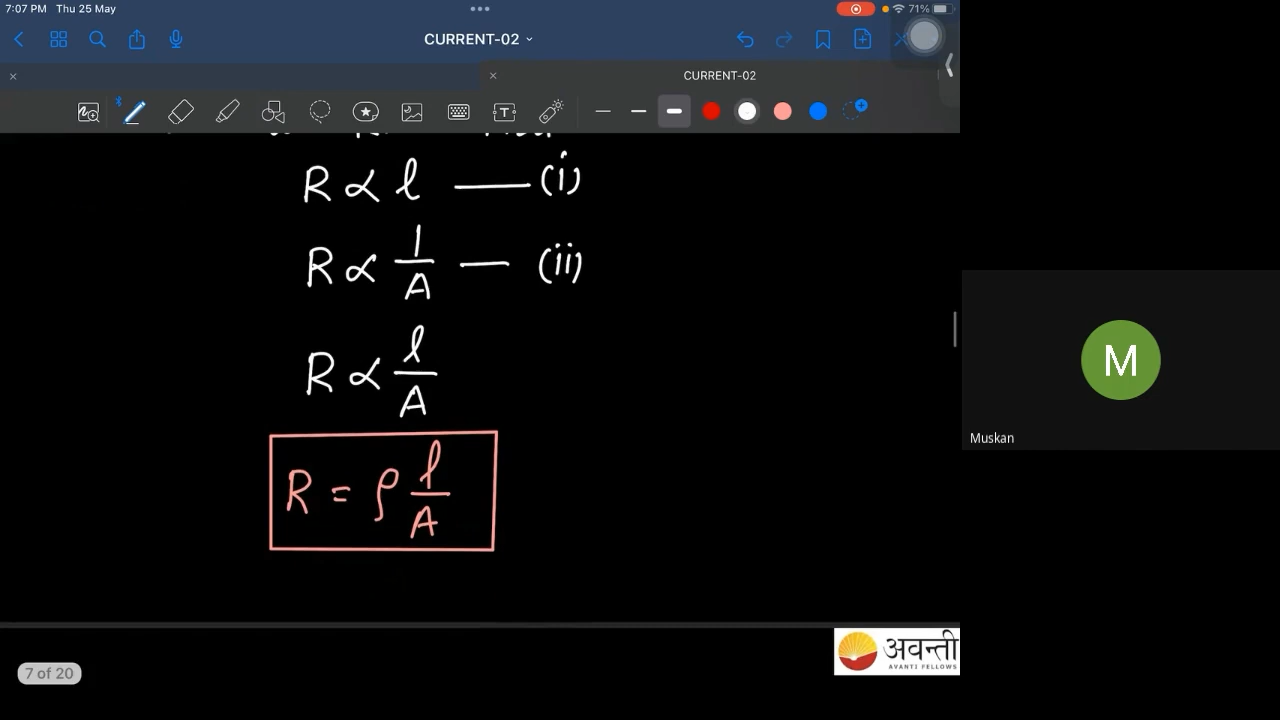 7:07 PM Thu 25 May
71%
CURRENT-02
CURRENT-02
T
R ∝ l —— (i)
R ∝ 1/A — (ii)
R ∝ l/A
R = ρ l/A
7 of 20
अवन्ती
AVANTI FELLOWS
M
Muskan